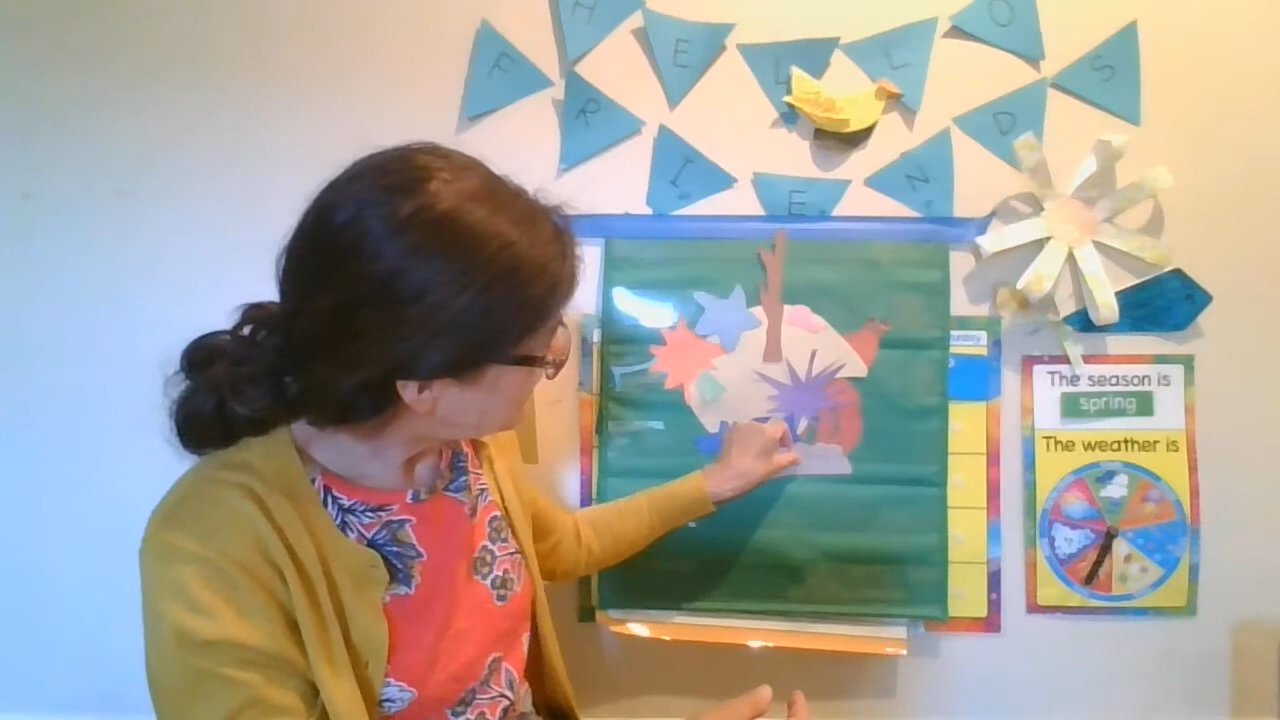 HELLO
FRIENDS
The season is
spring
The weather is